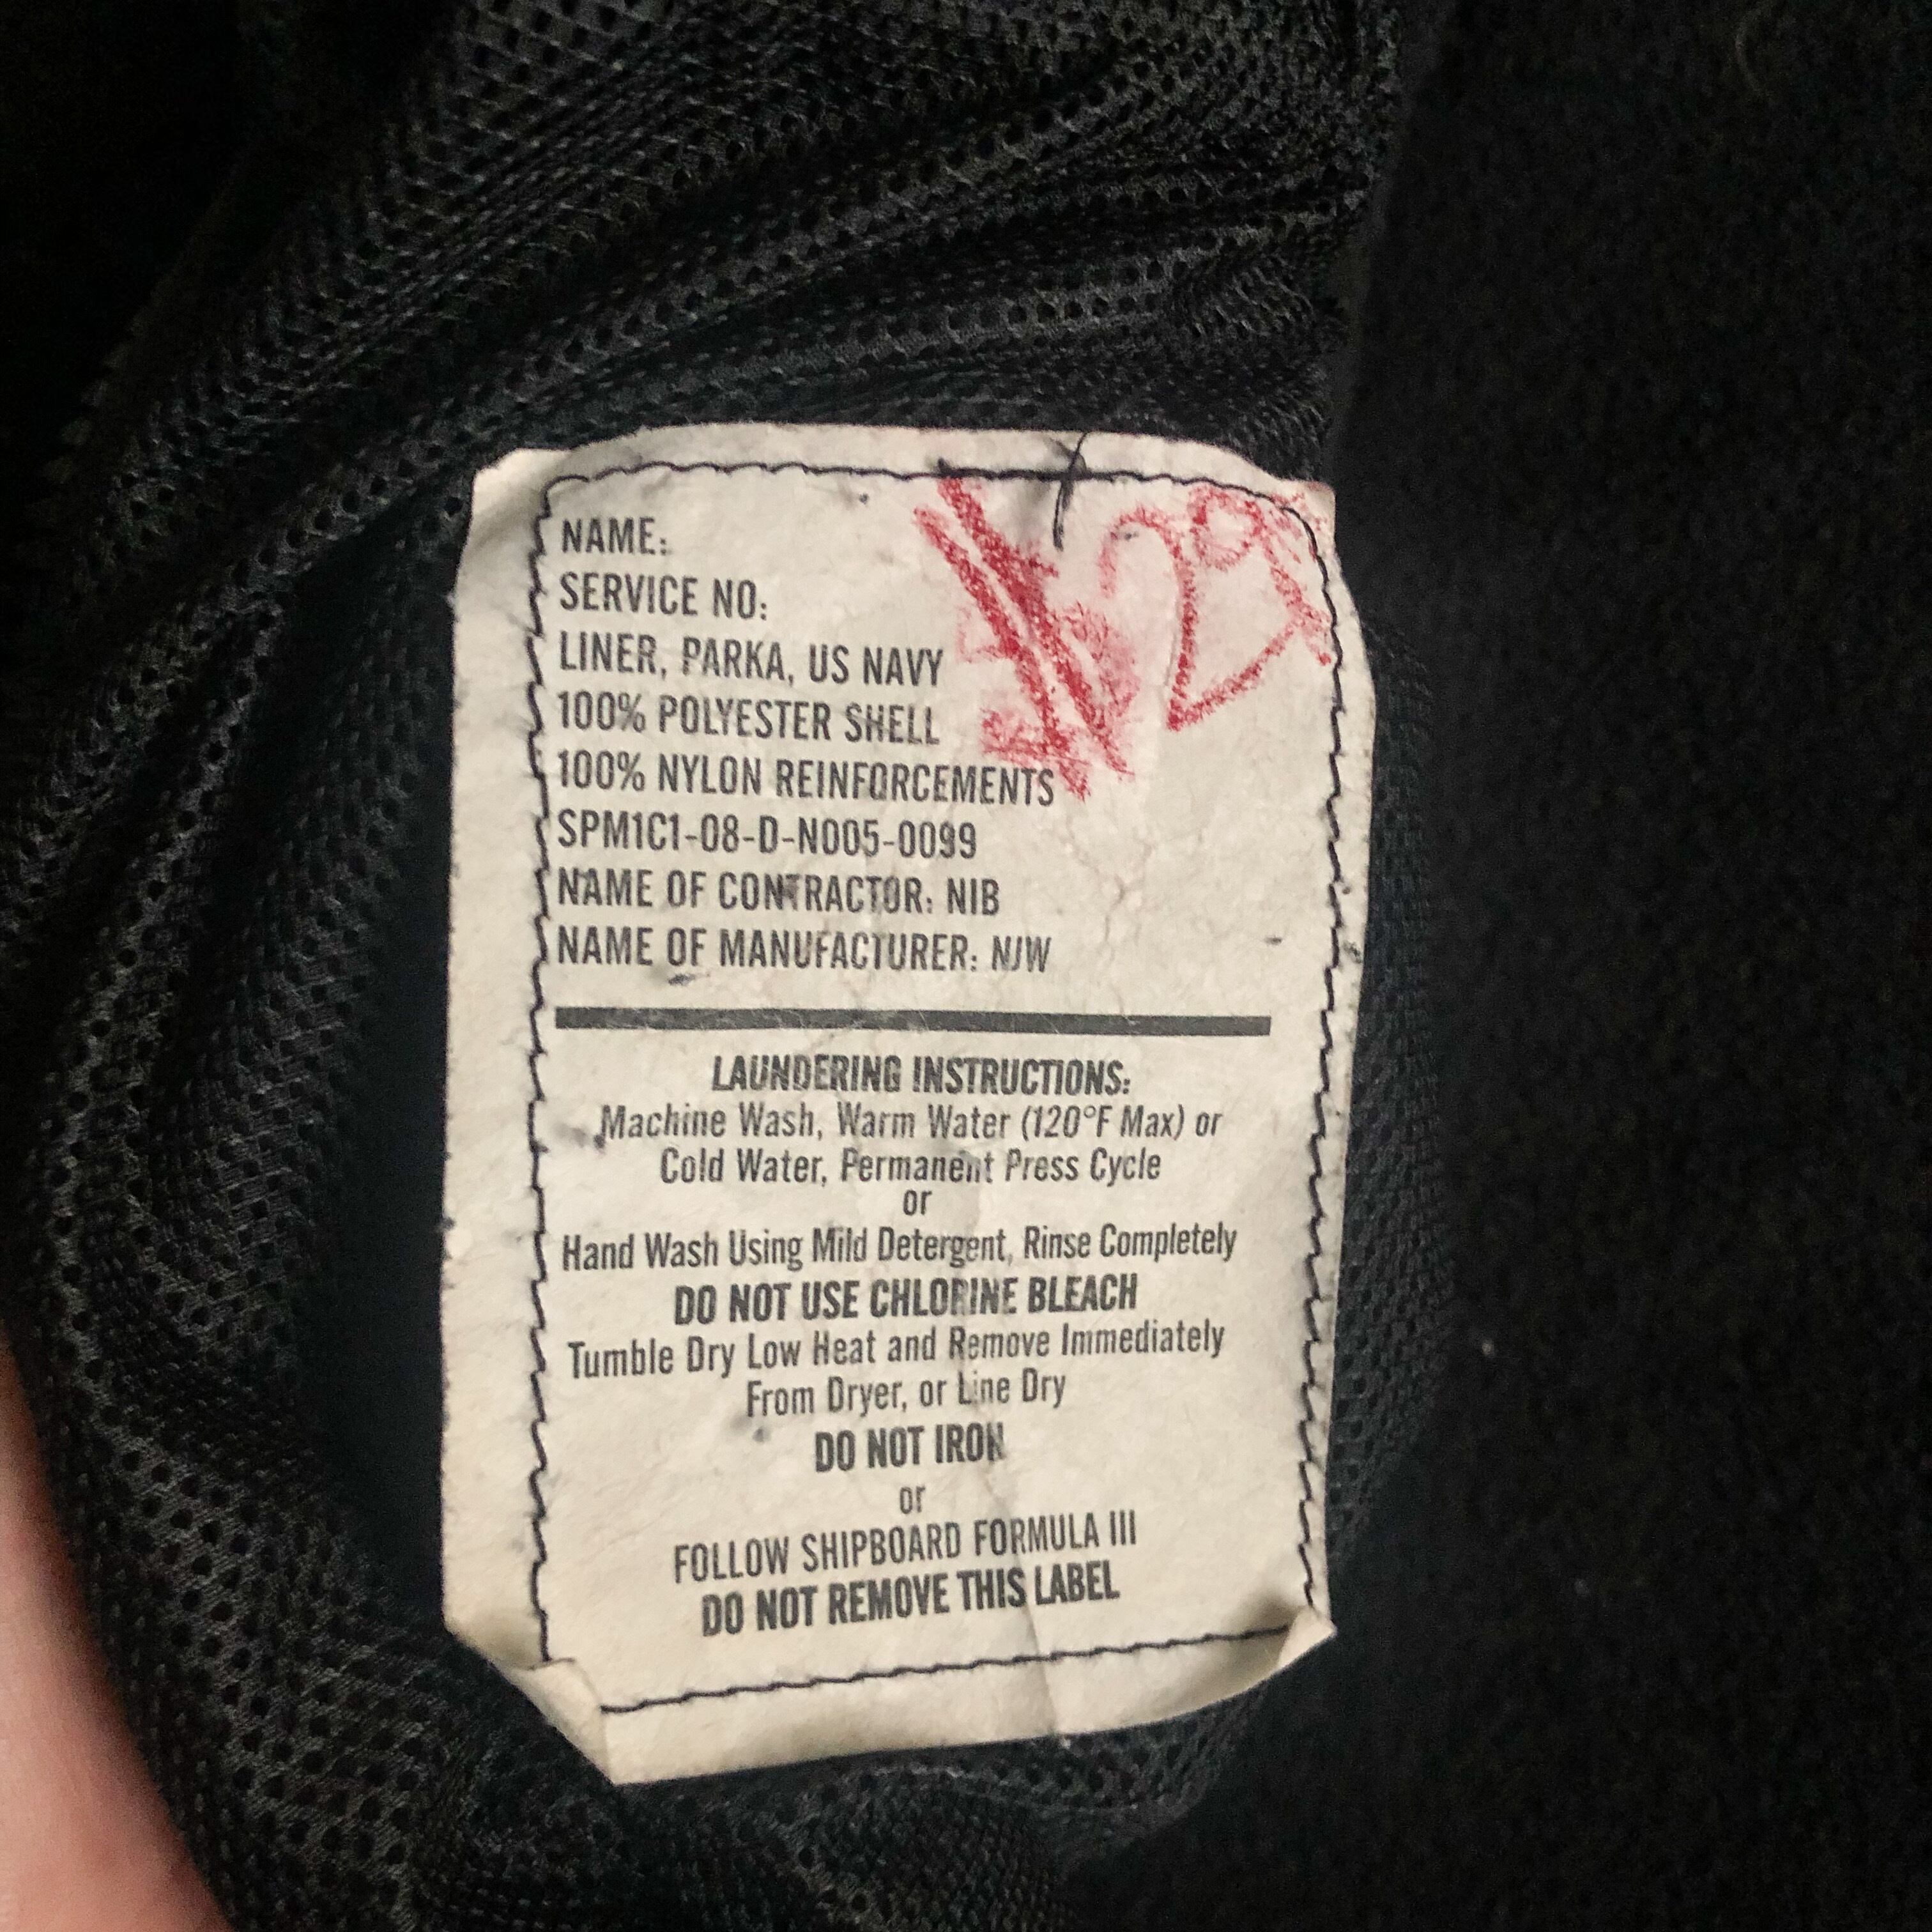 NAME:
SERVICE NO:
LINER, PARKA, US NAVY
100% POLYESTER SHELL
100% NYLON REINFORCEMENTS
SPM1C1-08-D-N005-0099
NAME OF CONTRACTOR: NIB
NAME OF MANUFACTURER: NJW
LAUNDERING INSTRUCTIONS:
Machine Wash, Warm Water (120°F Max) or
Cold Water, Permanent Press Cycle
or
Hand Wash Using Mild Detergent, Rinse Completely
DO NOT USE CHLORINE BLEACH
Tumble Dry Low Heat and Remove Immediately
From Dryer, or Line Dry
DO NOT IRON
or
FOLLOW SHIPBOARD FORMULA III
DO NOT REMOVE THIS LABEL